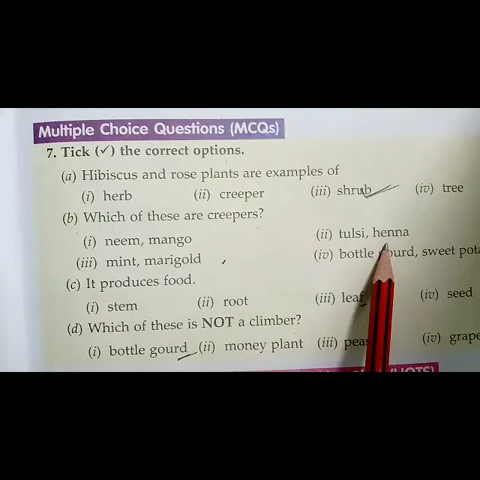 Multiple Choice Questions (MCQs)
7. Tick (✓) the correct options.
(a) Hibiscus and rose plants are examples of
(i) herb (ii) creeper (iii) shrub (iv) tree
(b) Which of these are creepers?
(i) neem, mango (ii) tulsi, henna
(iii) mint, marigold (iv) bottle gourd, sweet
(c) It produces food.
(i) stem (ii) root (iii) leaf (iv) seed
(d) Which of these is NOT a climber?
(i) bottle gourd (ii) money plant (iii) (iv)